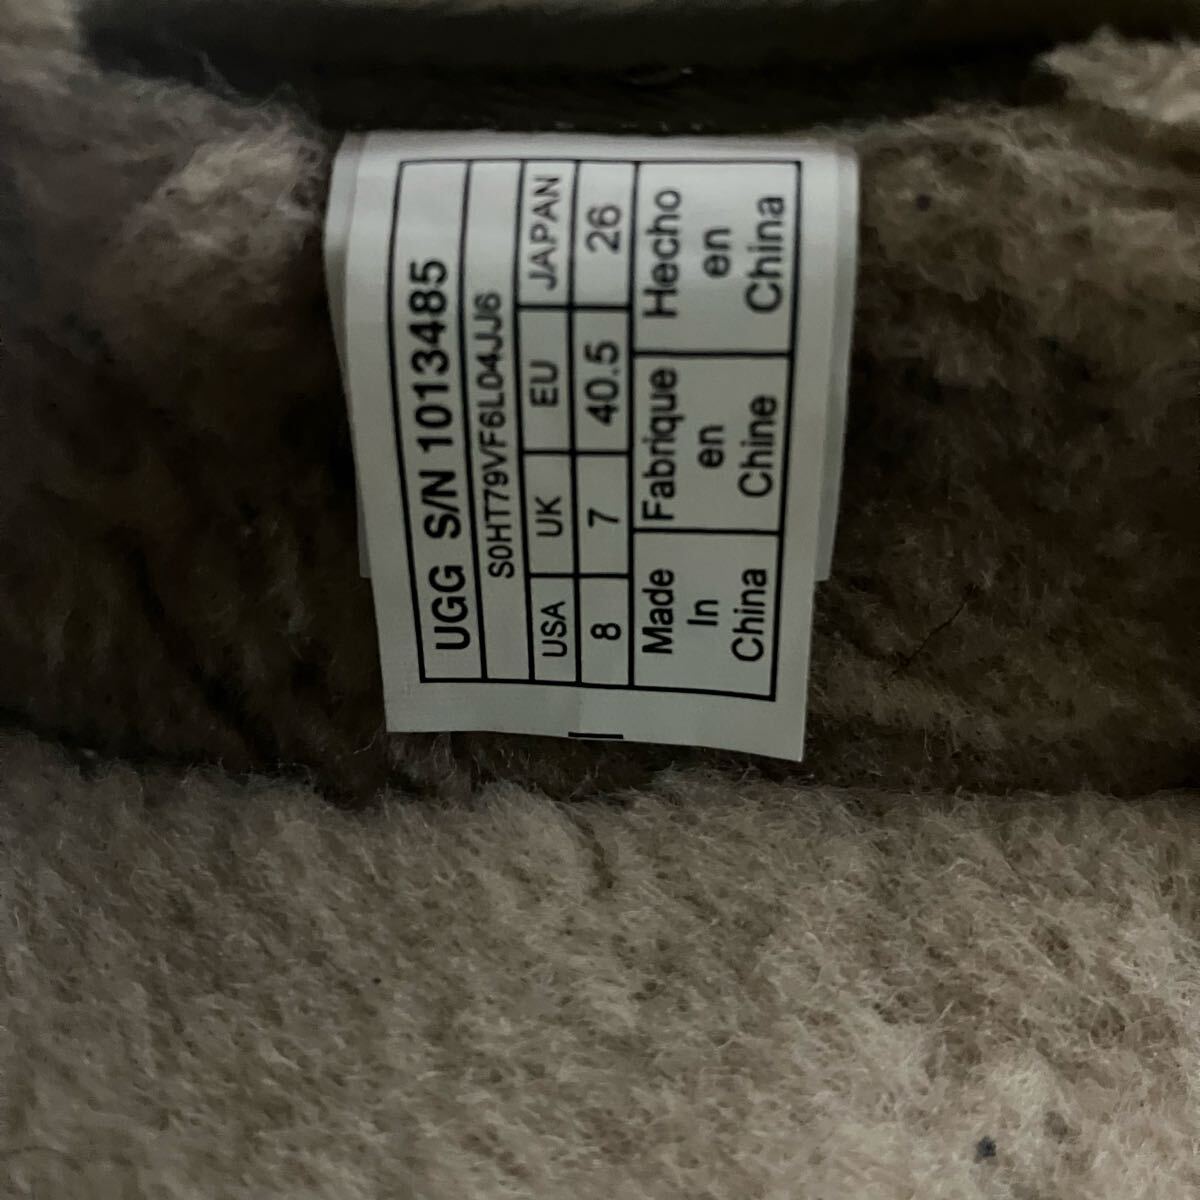 UGG S/N 1013485
S0HT79VF6L04JJ6
USA UK EU JAPAN
8 7 40.5 26
Made In China
Fabrique en Chine
Hecho en China